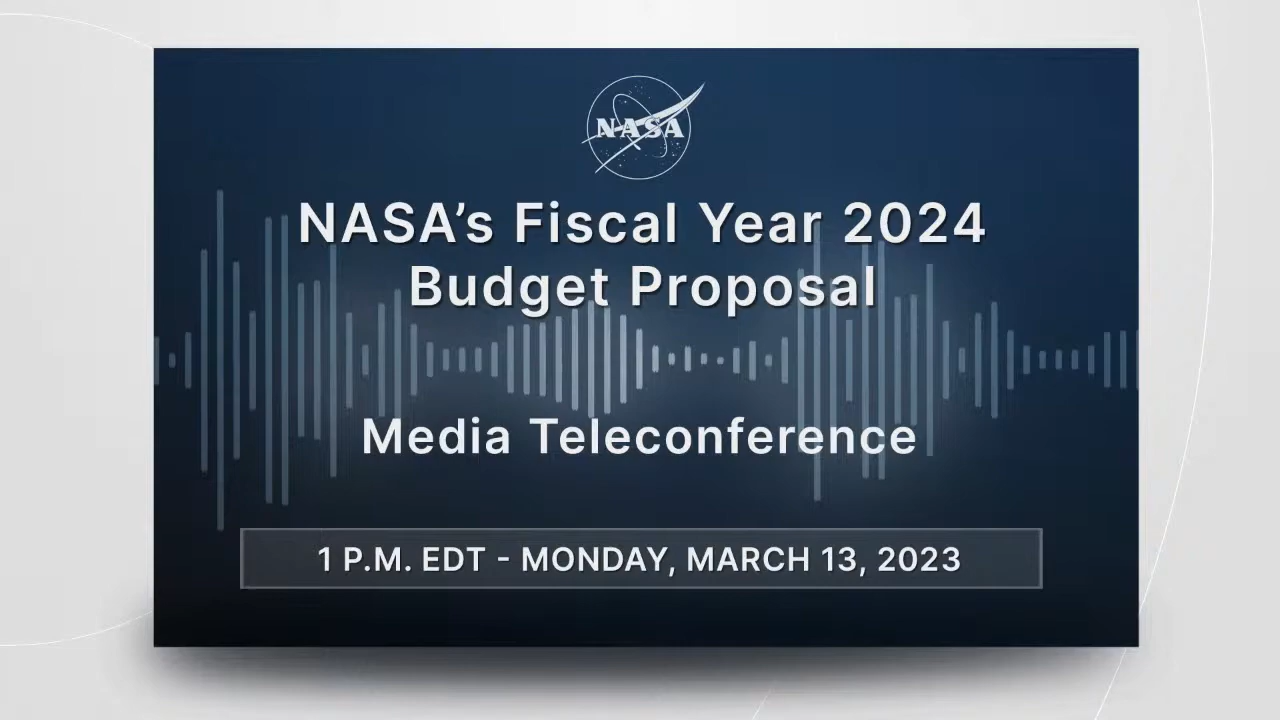 NASA
NASA’s Fiscal Year 2024
Budget Proposal
Media Teleconference
1 P.M. EDT - MONDAY, MARCH 13, 2023